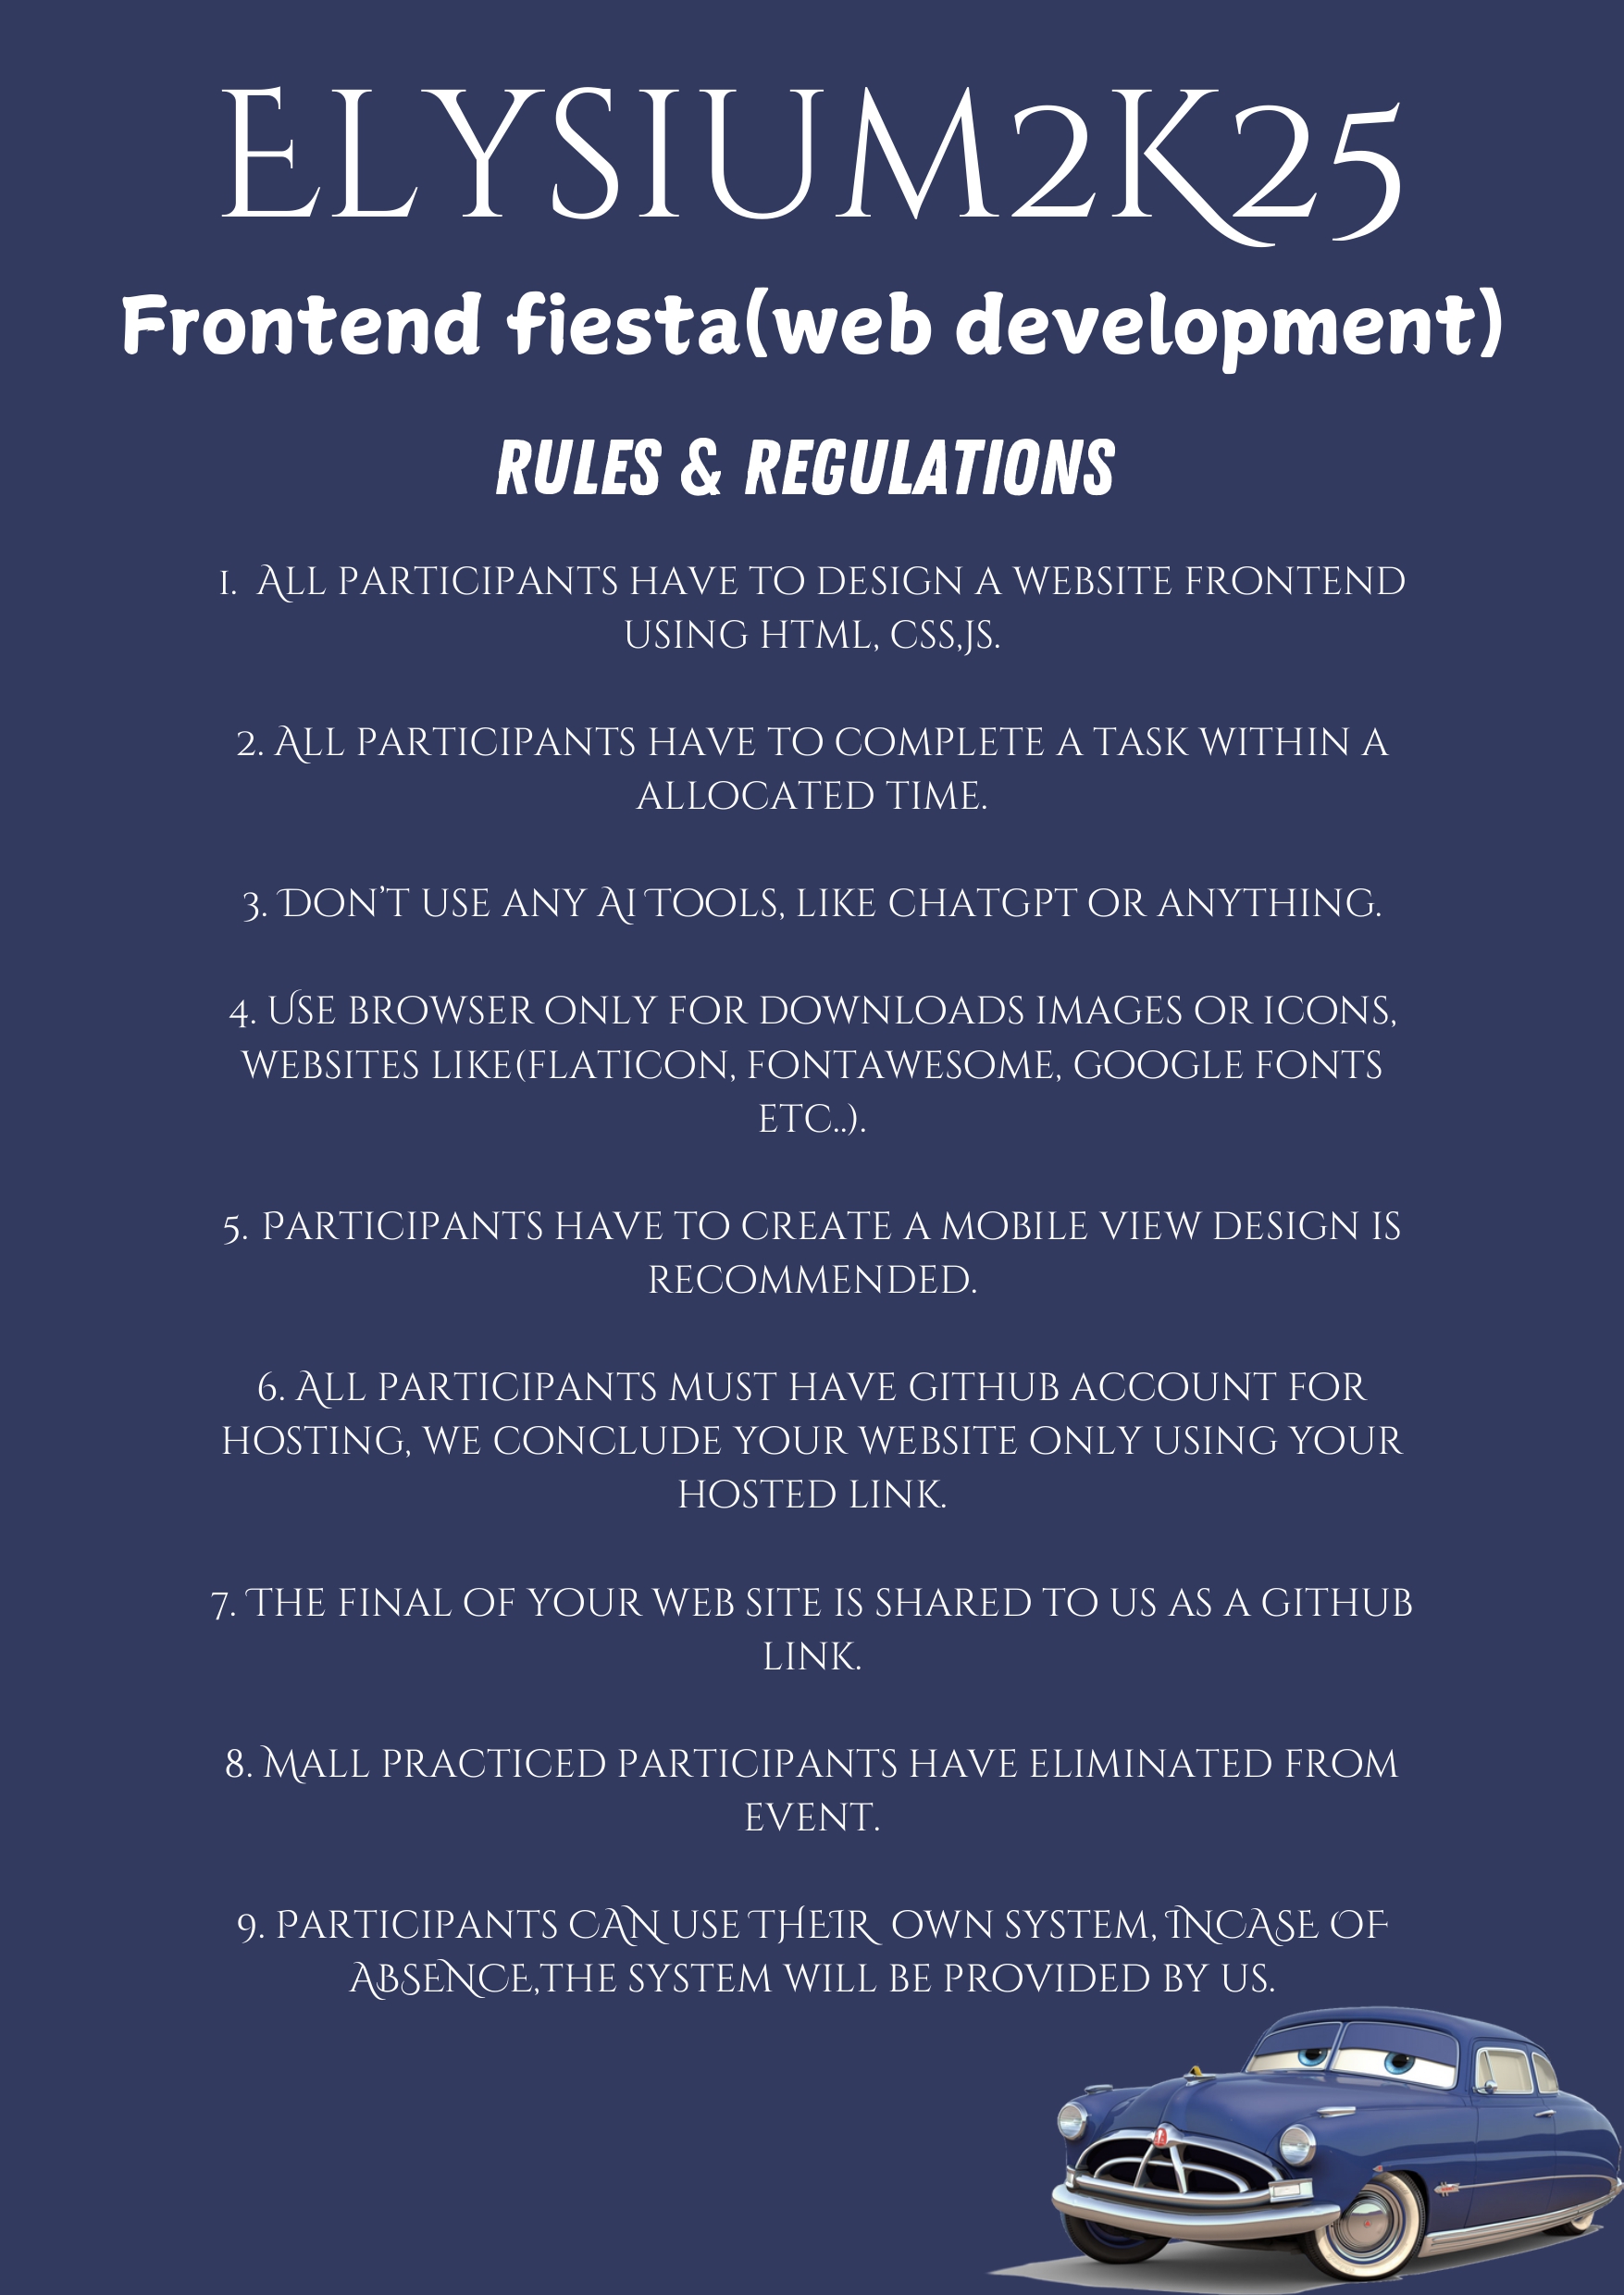 ELYSIUM2K25
Frontend fiesta(web development)
RULES & REGULATIONS
1. All participants have to design a website frontend
using html, css,js.
2. All participants have to complete a task within a
allocated time.
3. Don't use any AI Tools, like chatgpt or anything.
4. Use browser only for downloads images or icons,
websites like(flaticon, fontawesome, google fonts
etc..).
5. Participants have to create a mobile view design is
recommended.
6. All participants must have github account for
hosting, we conclude your website only using your
hosted link.
7. The final of your web site is shared to us as a github
link.
8. Mall practiced participants have eliminated from
event.
9. Participants CAN use THEIR own system, INCASE OF
ABSENCE,the system will be provided by us.